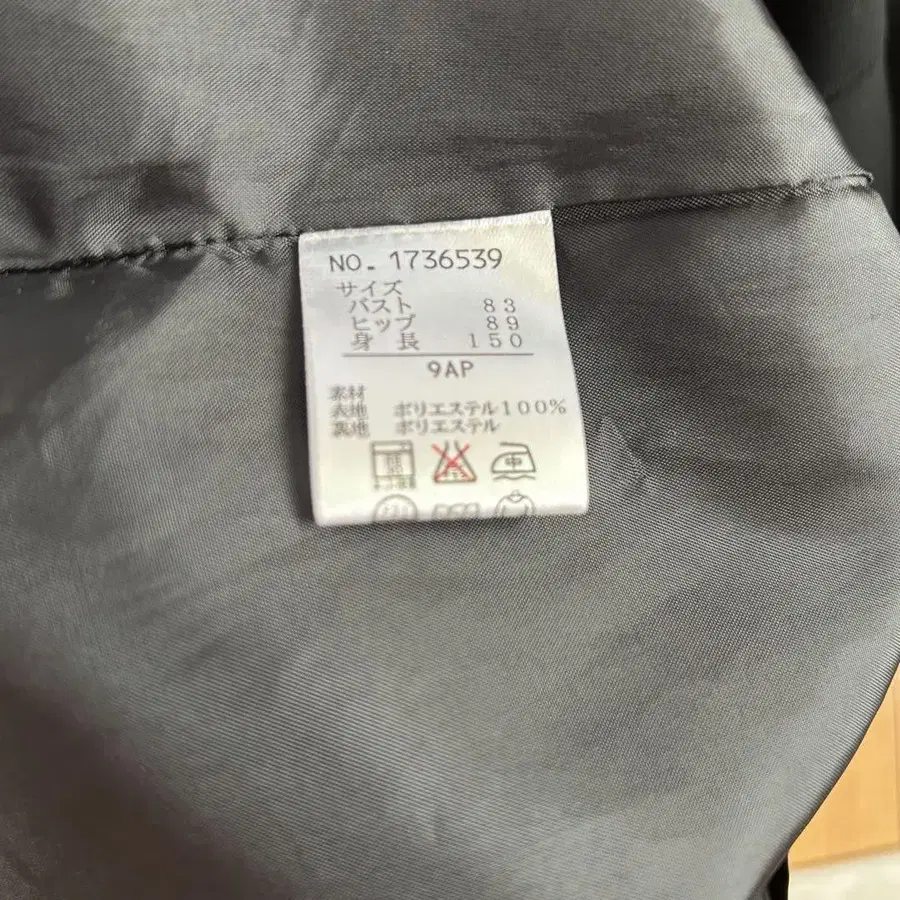 NO. 1736539
サイズ
バスト 83
ヒップ 89
身長 150
9AP
素材
表地 ポリエステル100%
裏地 ポリエステル
中